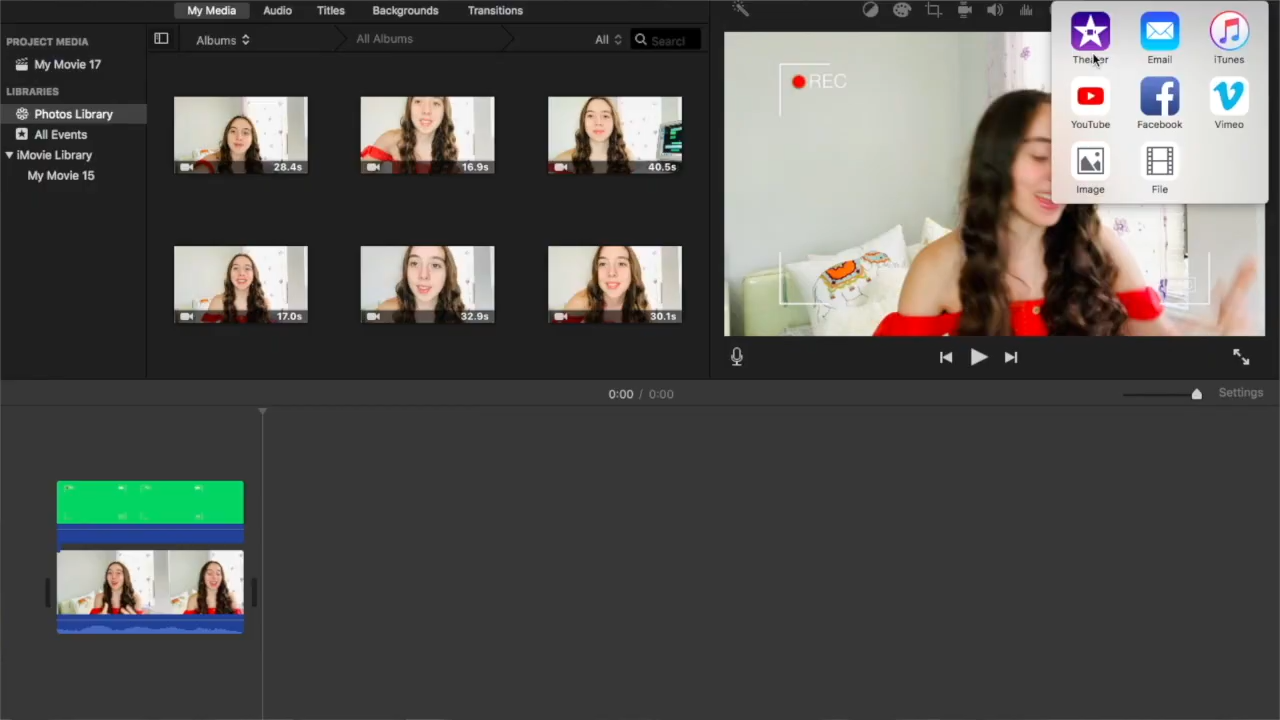 My Media Audio Titles Backgrounds Transitions
PROJECT MEDIA
My Movie 17
LIBRARIES
Photos Library
All Events
iMovie Library
My Movie 15
Albums All Albums All Searcl
28.4s 16.9s 40.5s
17.0s 32.9s 30.1s
REC
Theater Email iTunes
YouTube Facebook Vimeo
Image File
0:00 / 0:00 Settings